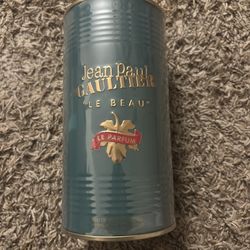 Jean Paul
GAULTIER
"LE BEAU"
LE PARFUM